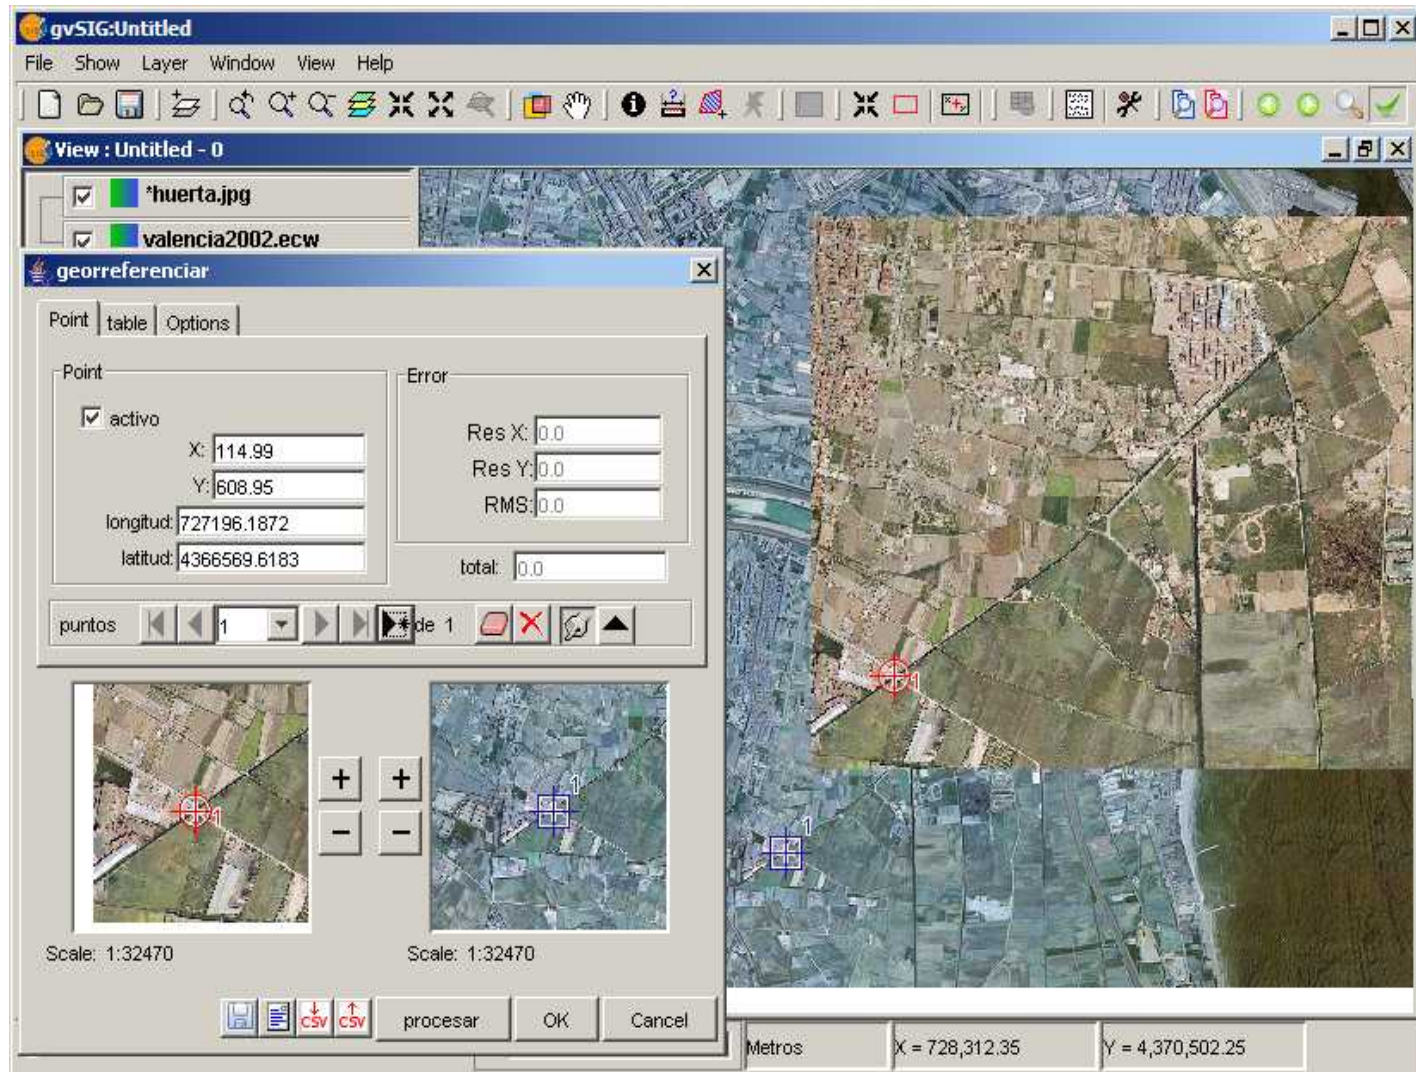 gvSIG:Untitled
File Show Layer Window View Help
View : Untitled - 0
*huerta.jpg
valencia2002.ecw
georreferenciar
Point table Options
Point
activo
X: 114.99
Y: 608.95
longitud: 727196.1872
latitud: 4366569.6183
Error
Res X: 0.0
Res Y: 0.0
RMS: 0.0
total: 0.0
puntos 1 de 1
1
1
1
1
Scale: 1:32470
Scale: 1:32470
CSV CSV procesar OK Cancel
Metros X = 728,312.35 Y = 4,370,502.25